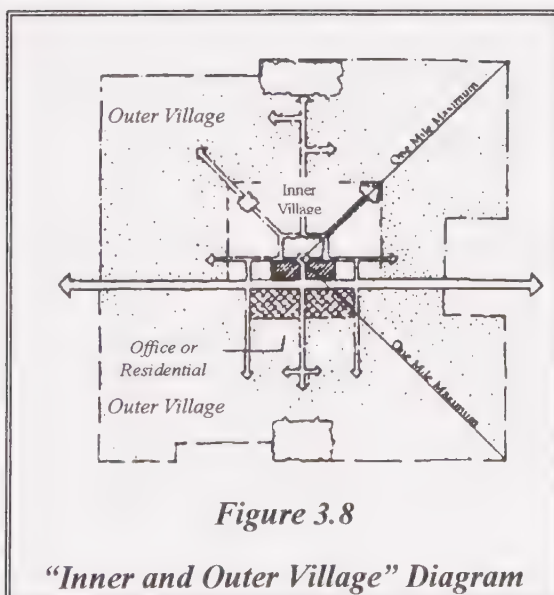 Outer Village
One Mile Maximum
Inner
Village
Office or
Residential
One Mile Maximum
Outer Village
Figure 3.8
"Inner and Outer Village" Diagram